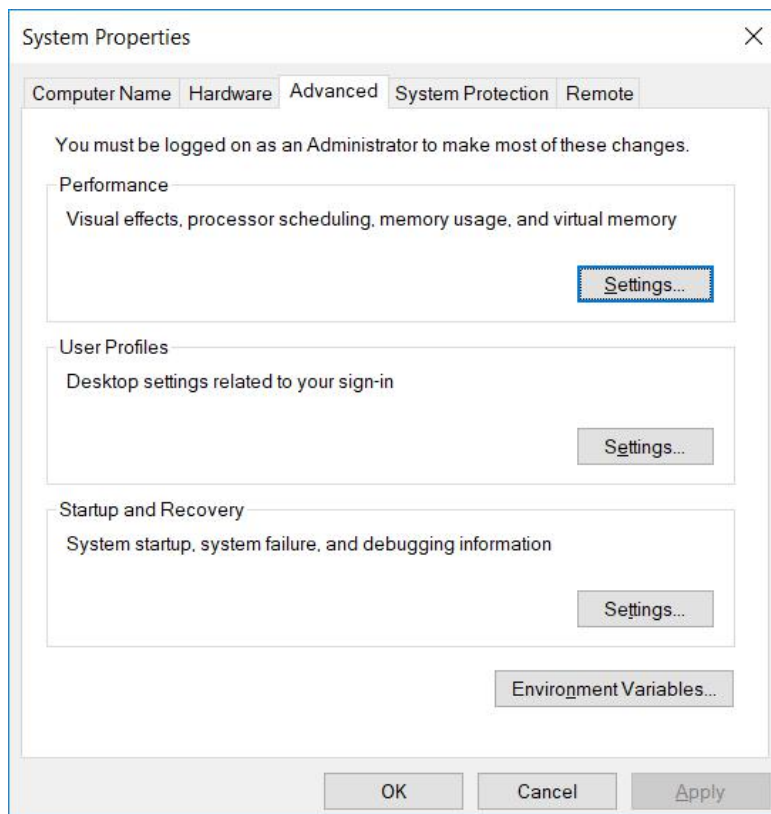 System Properties
Computer Name Hardware Advanced System Protection Remote
You must be logged on as an Administrator to make most of these changes.
Performance
Visual effects, processor scheduling, memory usage, and virtual memory
Settings...
User Profiles
Desktop settings related to your sign-in
Settings...
Startup and Recovery
System startup, system failure, and debugging information
Settings...
Environment Variables...
OK Cancel Apply